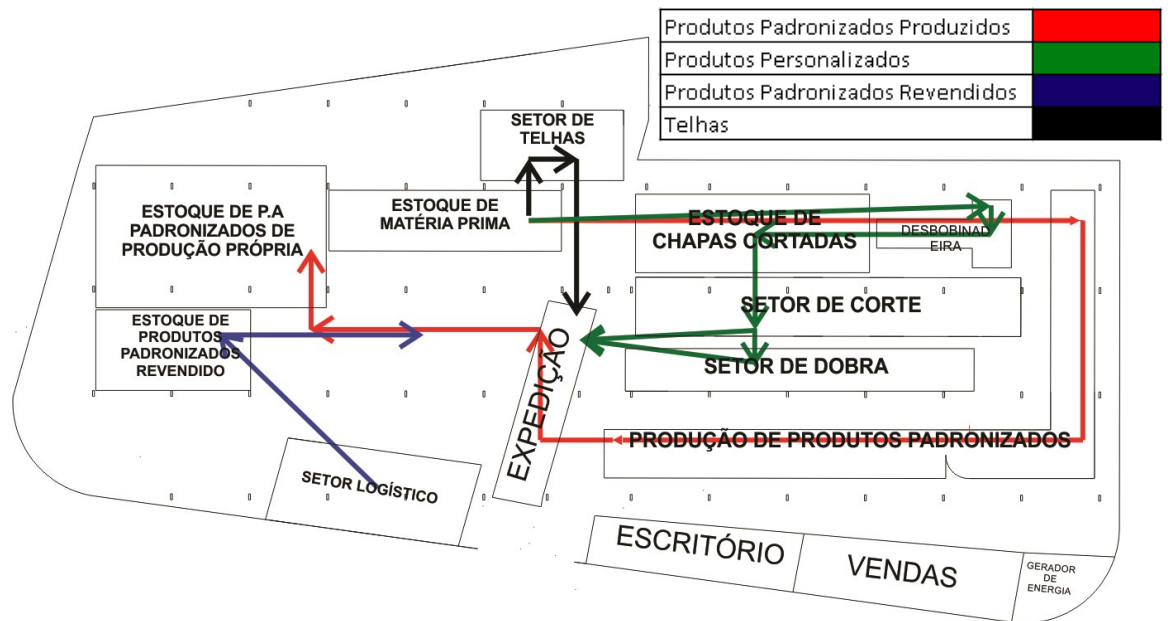 Produtos Padronizados Produzidos
Produtos Personalizados
Produtos Padronizados Revendidos
Telhas
SETOR DE
TELHAS
ESTOQUE DE P.A
PADRONIZADOS DE
PRODUÇÃO PRÓPRIA
ESTOQUE DE
MATÉRIA PRIMA
ESTOQUE DE
CHAPAS CORTADAS
DESBOBINAD
EIRA
SETOR DE CORTE
ESTOQUE DE
PRODUTOS
PADRONIZADOS
REVENDIDO
SETOR DE DOBRA
EXPEDIÇÃO
PRODUÇÃO DE PRODUTOS PADRONIZADOS
SETOR LOGÍSTICO
ESCRITÓRIO
VENDAS
GERADOR
DE
ENERGIA